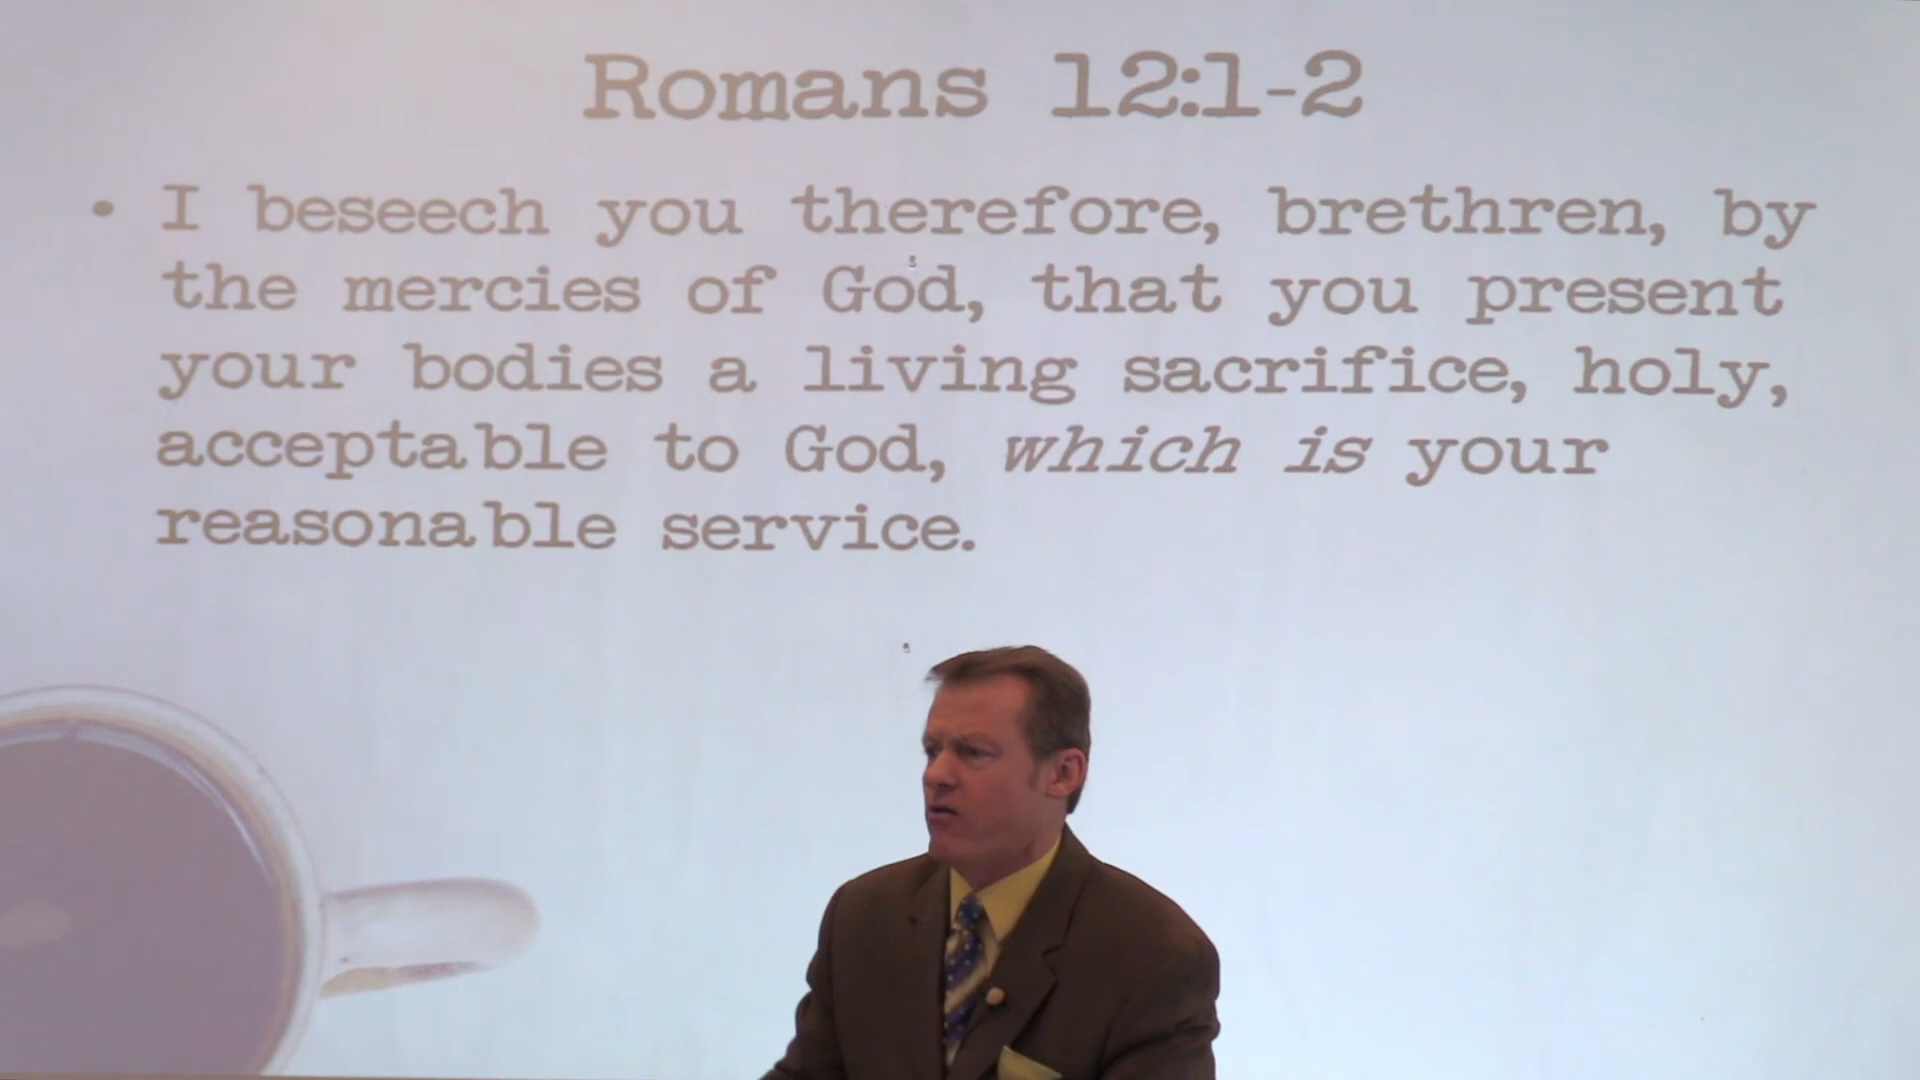 Romans 12:1-2
• I beseech you therefore, brethren, by
the mercies of God, that you present
your bodies a living sacrifice, holy,
acceptable to God, which is your
reasonable service.